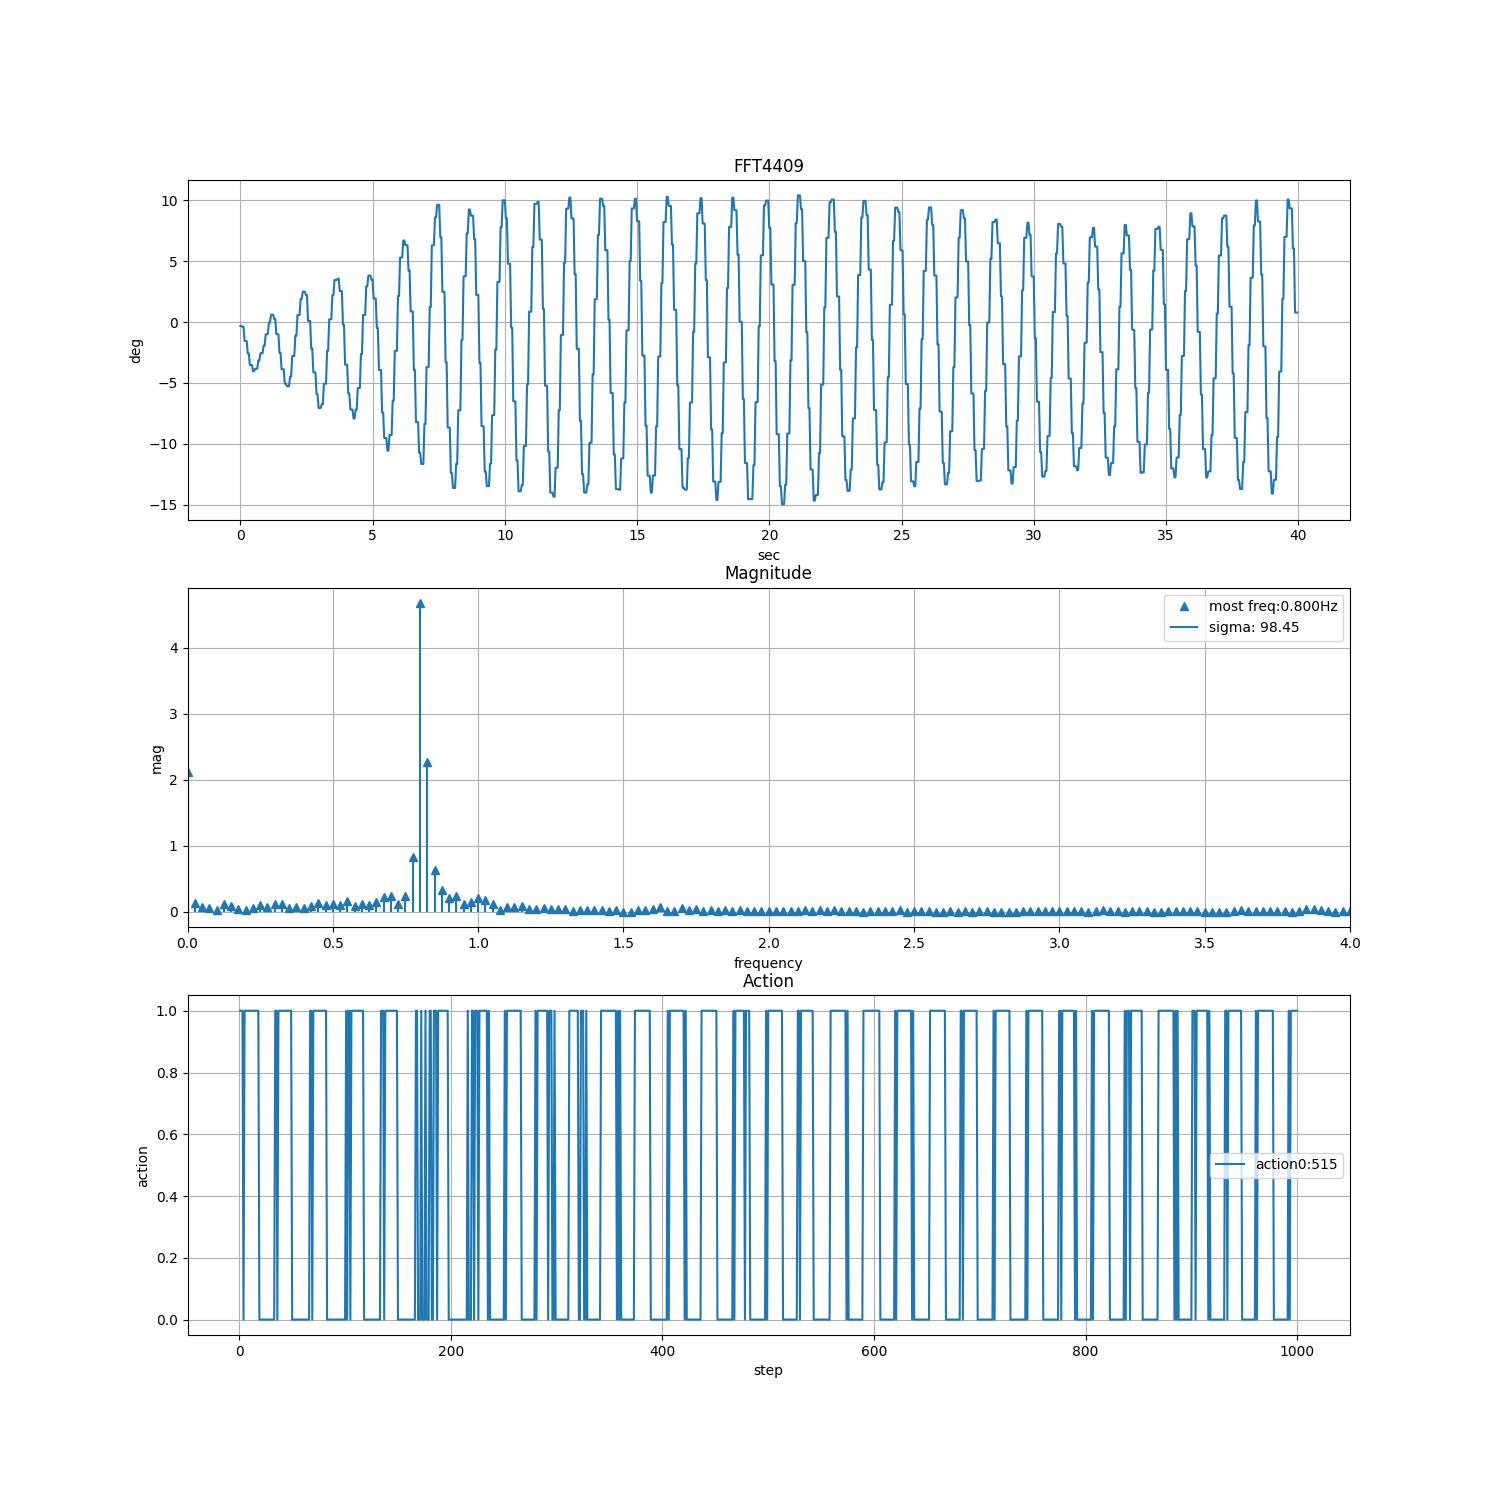 FFT4409
10
5
0
−5
−10
−15
deg
0 5 10 15 20 25 30 35 40
sec
Magnitude
most freq:0.800Hz
sigma: 98.45
4
3
2
1
0
mag
0.0 0.5 1.0 1.5 2.0 2.5 3.0 3.5 4.0
frequency
Action
1.0
0.8
0.6
0.4
0.2
0.0
action
action0:515
0 200 400 600 800 1000
step